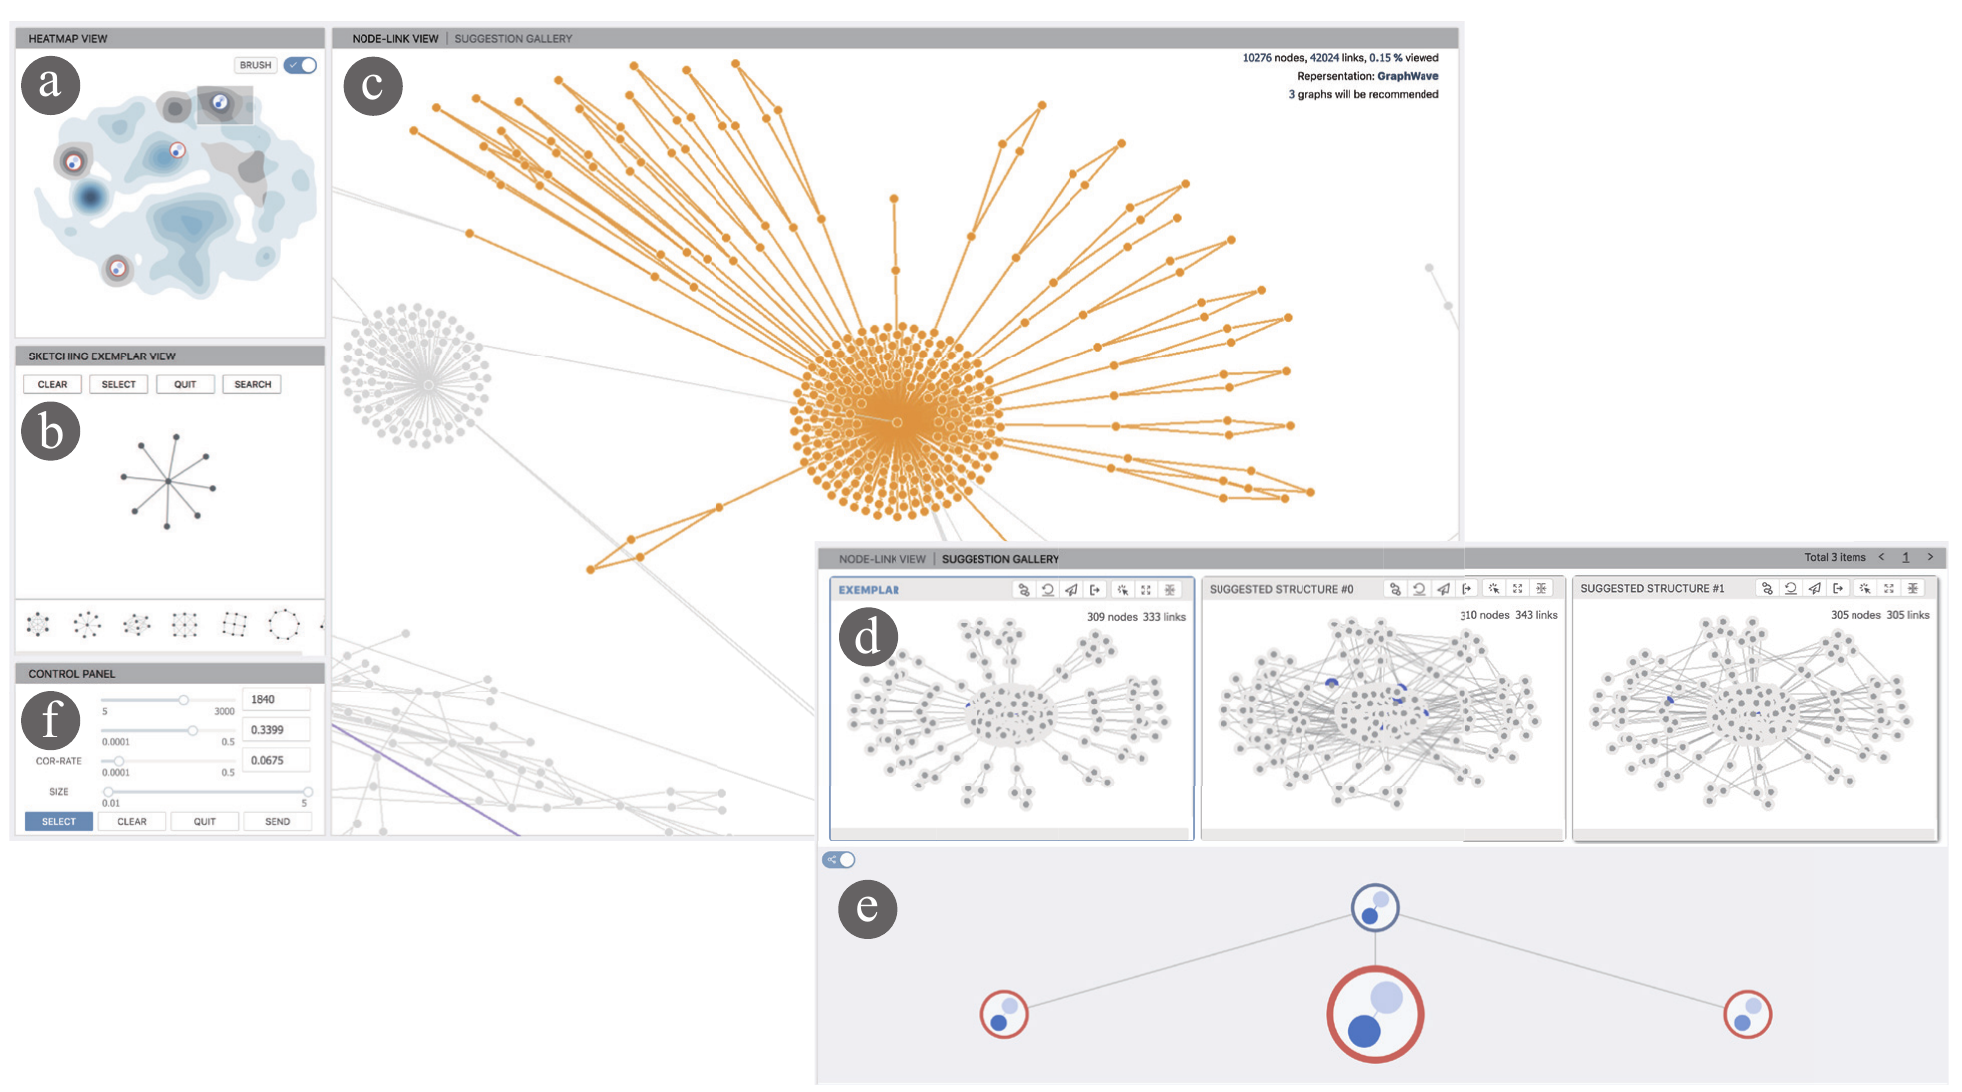 HEATMAP VIEW
a
BRUSH
NODE-LINK VIEW | SUGGESTION GALLERY
c
10276 nodes, 42024 links, 0.15 % viewed
Repersentation: GraphWave
3 graphs will be recommended
SKETCHING EXEMPLAR VIEW
CLEAR SELECT QUIT SEARCH
b
CONTROL PANEL
f
1840
5 3000
0.3399
0.0001 0.5
COR-RATE 0.0675
0.0001 0.5
SIZE
0.01 5
SELECT CLEAR QUIT SEND
NODE-LINK VIEW | SUGGESTION GALLERY
Total 3 items < 1 >
EXEMPLAR
309 nodes 333 links
d
SUGGESTED STRUCTURE #0
310 nodes 343 links
SUGGESTED STRUCTURE #1
305 nodes 305 links
e